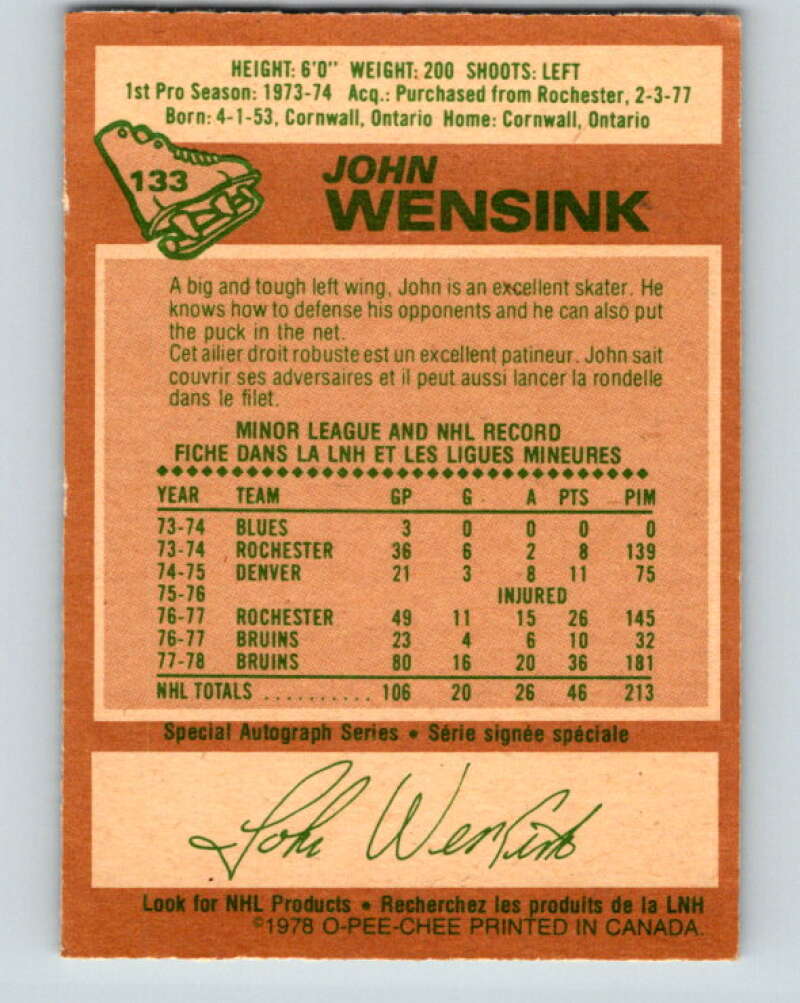 HEIGHT: 6'0" WEIGHT: 200 SHOOTS: LEFT
1st Pro Season: 1973-74 Acq.: Purchased from Rochester, 2-3-77
Born: 4-1-53, Cornwall, Ontario Home: Cornwall, Ontario
133
JOHN
WENSINK
A big and tough left wing, John is an excellent skater. He
knows how to defense his opponents and he can also put
the puck in the net.
Cet ailier droit robuste est un excellent patineur. John sait
couvrir ses adversaires et il peut aussi lancer la rondelle
dans le filet.
MINOR LEAGUE AND NHL RECORD
FICHE DANS LA LNH ET LES LIGUES MINEURES
YEAR TEAM GP G A PTS PIM
73-74 BLUES 3 0 0 0 0
73-74 ROCHESTER 36 6 2 8 139
74-75 DENVER 21 3 8 11 75
75-76 INJURED
76-77 ROCHESTER 49 11 15 26 145
76-77 BRUINS 23 4 6 10 32
77-78 BRUINS 80 16 20 36 181
NHL TOTALS .......... 106 20 26 46 213
Special Autograph Series • Série signée spéciale
John Wensink
Look for NHL Products • Recherchez les produits de la LNH
©1978 O-PEE-CHEE PRINTED IN CANADA.